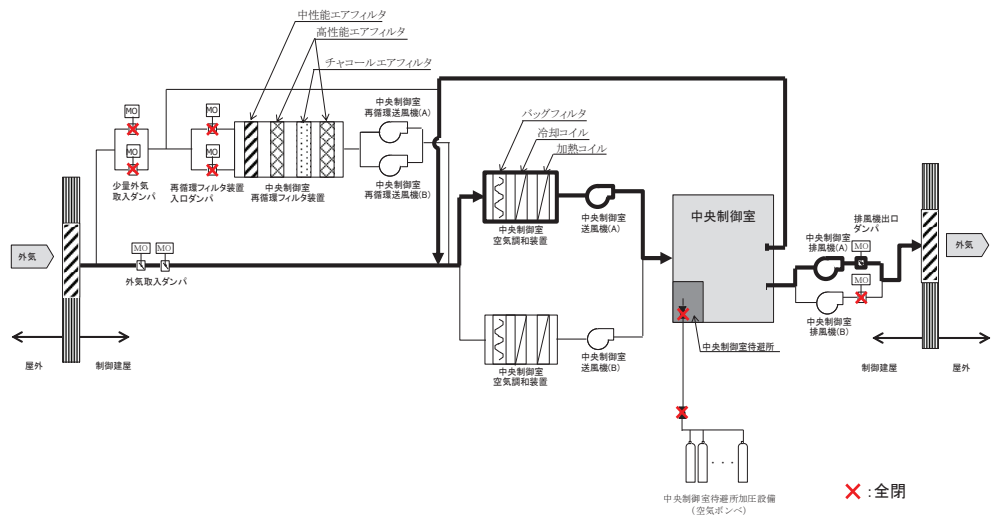 中性能エアフィルタ
高性能エアフィルタ
チャコールエアフィルタ
MO
MO
MO
MO
中央制御室
再循環送風機(A)
中央制御室
再循環送風機(B)
少量外気
取入ダンパ
再循環フィルタ装置
入口ダンパ
中央制御室
再循環フィルタ装置
バッグフィルタ
冷却コイル
加熱コイル
中央制御室
空気調和装置
中央制御室
送風機(A)
中央制御室
排風機出口
ダンパ
中央制御室
排風機(A)
MO
MO
中央制御室
排風機(B)
外気
MO
MO
外気取入ダンパ
外気
屋外
制御建屋
中央制御室
空気調和装置
中央制御室
送風機(B)
中央制御室待避所
制御建屋
屋外
・・・
中央制御室待避所加圧設備
(空気ボンベ)
:全閉